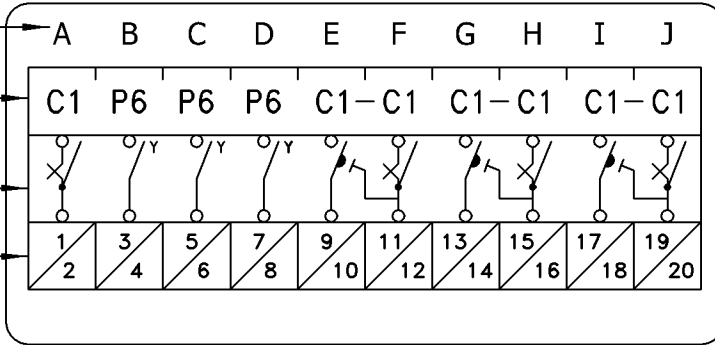 A B C D E F G H I J
C1 P6 P6 P6 C1-C1 C1-C1 C1-C1
Y Y Y
1 3 5 7 9 11 13 15 17 19
2 4 6 8 10 12 14 16 18 20